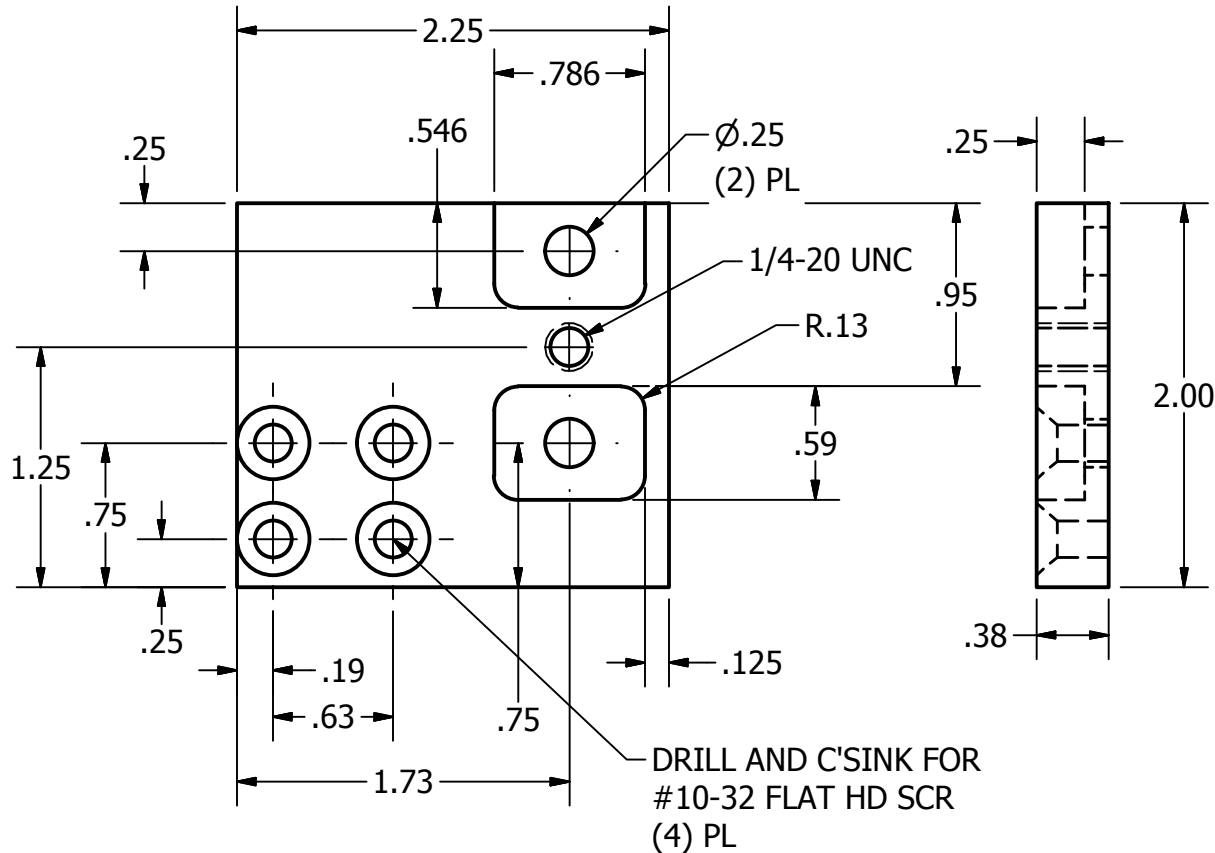 2.25
.786
.546
Ø.25
(2) PL
.25
.25
1/4-20 UNC
.95
R.13
2.00
.59
1.25
.75
.25
.19
.125
.38
.63
.75
1.73
DRILL AND C'SINK FOR
#10-32 FLAT HD SCR
(4) PL